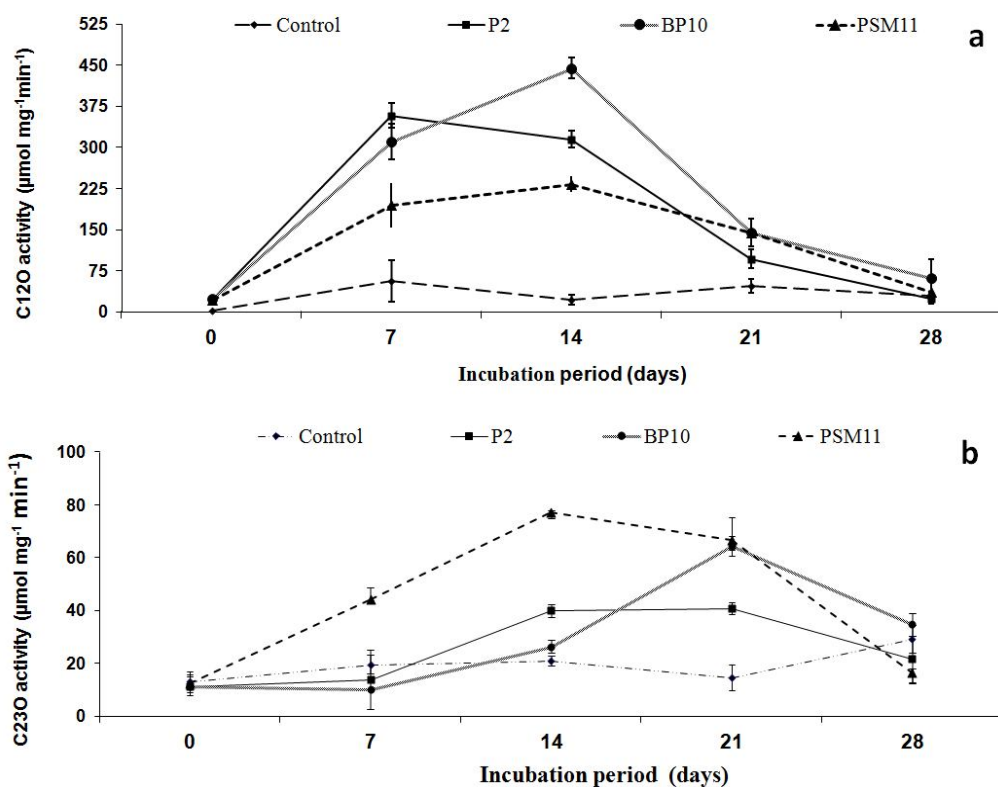 Control P2 BP10 PSM11
a
525
450
375
300
225
150
75
0
C12O activity (µmol mg-1min-1)
0 7 14 21 28
Incubation period (days)
Control P2 BP10 PSM11
b
100
80
60
40
20
0
C23O activity (µmol mg-1 min-1)
0 7 14 21 28
Incubation period (days)